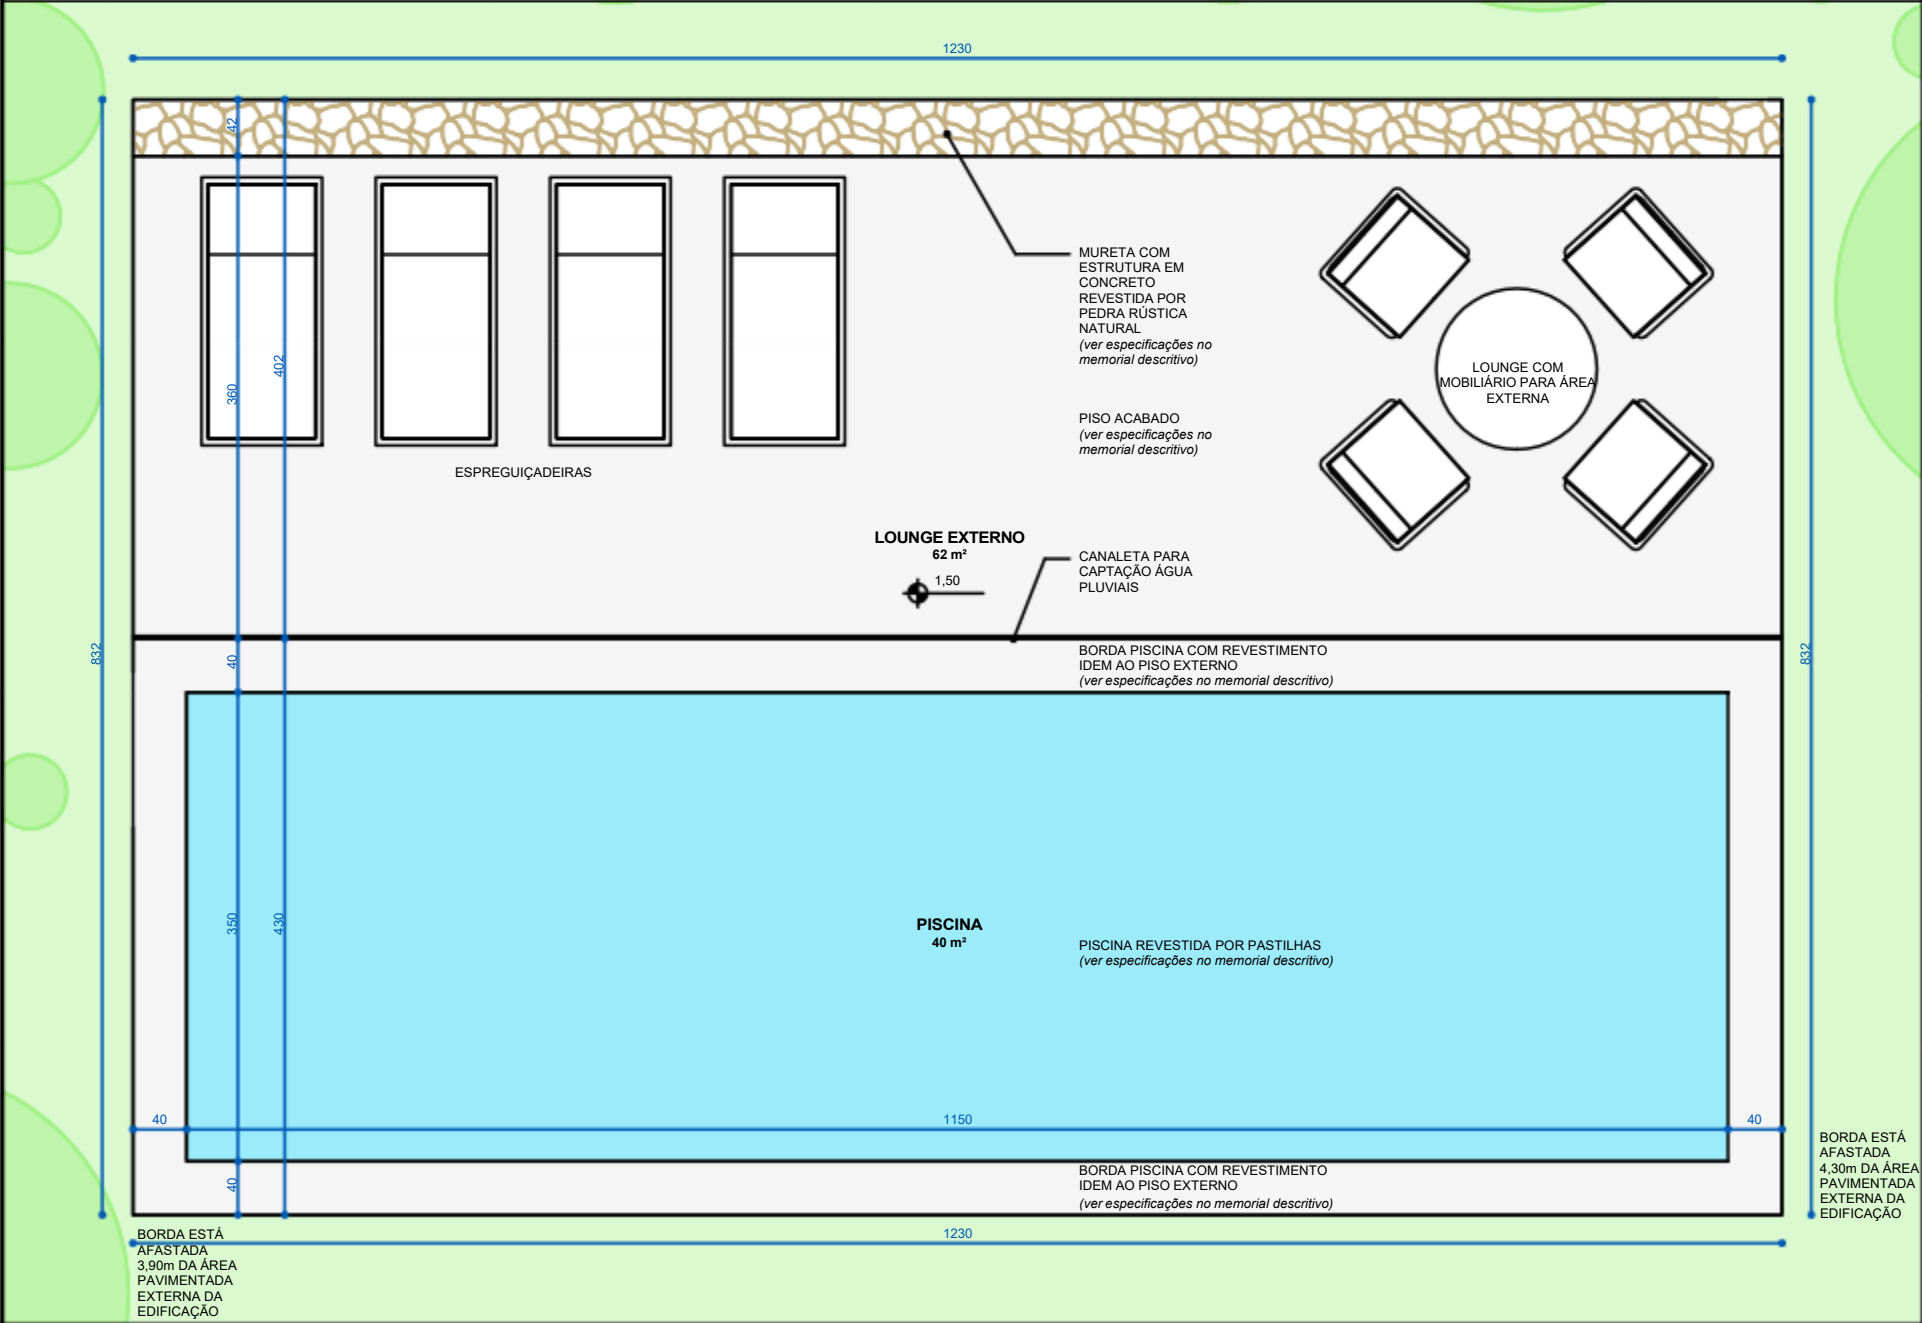 1230
42
402
360
MURETA COM
ESTRUTURA EM
CONCRETO
REVESTIDA POR
PEDRA RÚSTICA
NATURAL
(ver especificações no
memorial descritivo)
LOUNGE COM
MOBILIÁRIO PARA ÁREA
EXTERNA
PISO ACABADO
(ver especificações no
memorial descritivo)
ESPREGUIÇADEIRAS
LOUNGE EXTERNO
62 m²
1,50
CANALETA PARA
CAPTAÇÃO ÁGUA
PLUVIAIS
832
40
832
BORDA PISCINA COM REVESTIMENTO
IDEM AO PISO EXTERNO
(ver especificações no memorial descritivo)
350
430
PISCINA
40 m²
PISCINA REVESTIDA POR PASTILHAS
(ver especificações no memorial descritivo)
40
1150
40
40
BORDA PISCINA COM REVESTIMENTO
IDEM AO PISO EXTERNO
(ver especificações no memorial descritivo)
BORDA ESTÁ
AFASTADA
4,30m DA ÁREA
PAVIMENTADA
EXTERNA DA
EDIFICAÇÃO
1230
BORDA ESTÁ
AFASTADA
3,90m DA ÁREA
PAVIMENTADA
EXTERNA DA
EDIFICAÇÃO